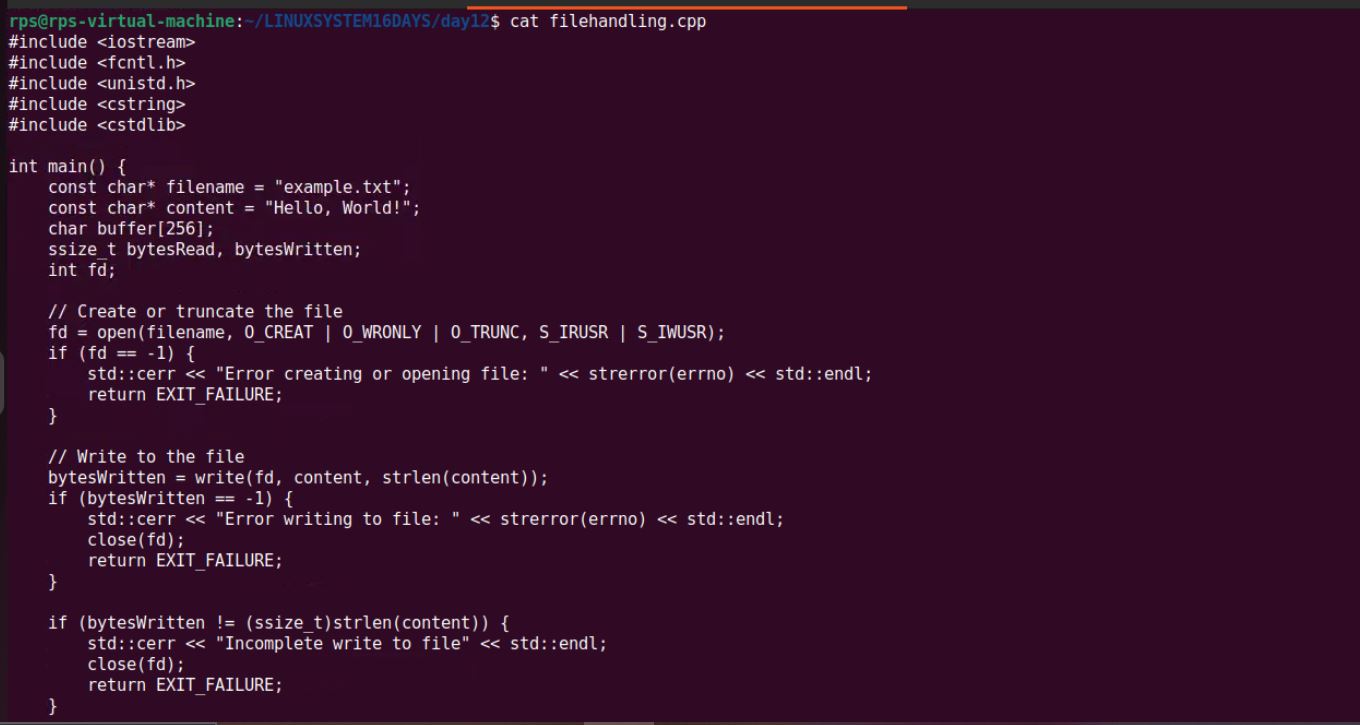 rps@rps-virtual-machine:~/LINUXSYSTEM16DAYS/day12$ cat filehandling.cpp
#include <iostream>
#include <fcntl.h>
#include <unistd.h>
#include <cstring>
#include <cstdlib>

int main() {
    const char* filename = "example.txt";
    const char* content = "Hello, World!";
    char buffer[256];
    ssize_t bytesRead, bytesWritten;
    int fd;

    // Create or truncate the file
    fd = open(filename, O_CREAT | O_WRONLY | O_TRUNC, S_IRUSR | S_IWUSR);
    if (fd == -1) {
        std::cerr << "Error creating or opening file: " << strerror(errno) << std::endl;
        return EXIT_FAILURE;
    }

    // Write to the file
    bytesWritten = write(fd, content, strlen(content));
    if (bytesWritten == -1) {
        std::cerr << "Error writing to file: " << strerror(errno) << std::endl;
        close(fd);
        return EXIT_FAILURE;
    }

    if (bytesWritten != (ssize_t)strlen(content)) {
        std::cerr << "Incomplete write to file" << std::endl;
        close(fd);
        return EXIT_FAILURE;
    }